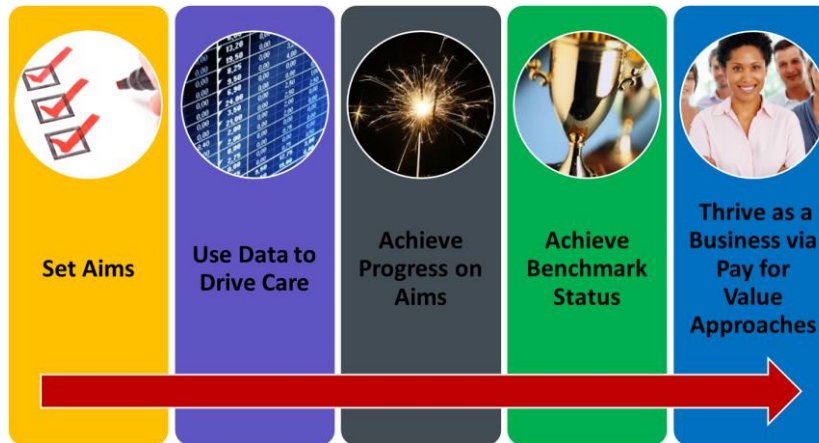 Set Aims
Use Data to
Drive Care
Achieve
Progress on
Aims
Achieve
Benchmark
Status
Thrive as a
Business via
Pay for
Value
Approaches